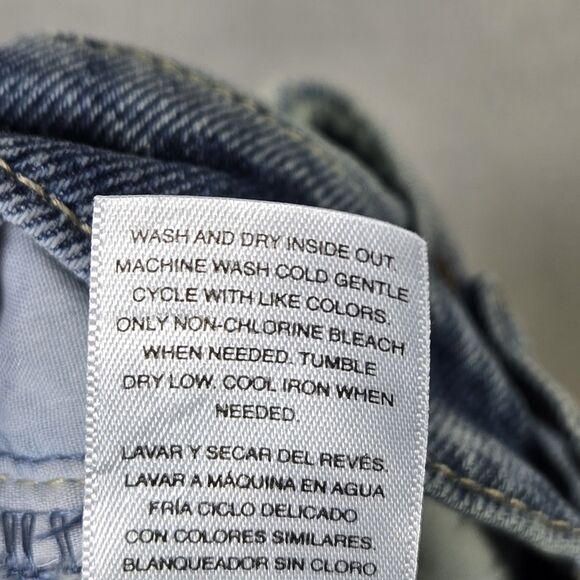 WASH AND DRY INSIDE OUT.
MACHINE WASH COLD GENTLE
CYCLE WITH LIKE COLORS.
ONLY NON-CHLORINE BLEACH
WHEN NEEDED. TUMBLE
DRY LOW. COOL IRON WHEN
NEEDED.
LAVAR Y SECAR DEL REVÉS.
LAVAR A MÁQUINA EN AGUA
FRÍA CICLO DELICADO
CON COLORES SIMILARES.
BLANQUEADOR SIN CLORO